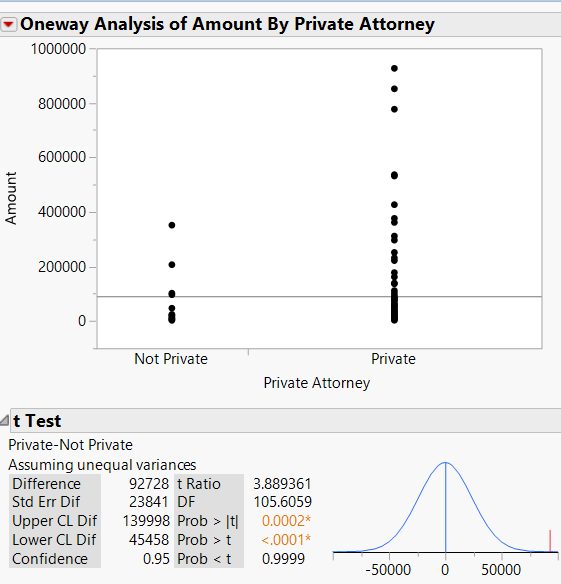 Oneway Analysis of Amount By Private Attorney
1000000
800000
600000
400000
200000
0
Amount
Not Private
Private
Private Attorney
t Test
Private-Not Private
Assuming unequal variances
Difference 92728 t Ratio 3.889361
Std Err Dif 23841 DF 105.6059
Upper CL Dif 139998 Prob > |t| 0.0002*
Lower CL Dif 45458 Prob > t <.0001*
Confidence 0.95 Prob < t 0.9999
-50000 0 50000